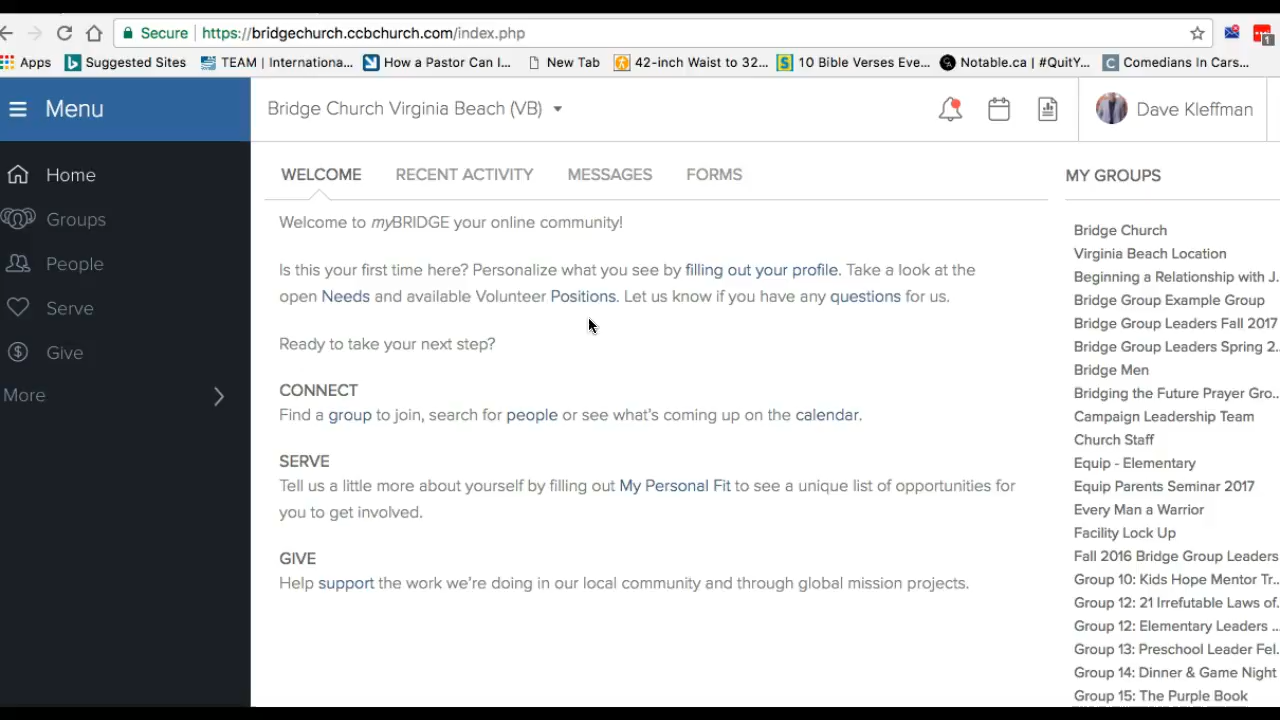 Secure https://bridgechurch.ccbchurch.com/index.php
Apps Suggested Sites TEAM | Internationa... How a Pastor Can I... New Tab 42-inch Waist to 32... 10 Bible Verses Eve... Notable.ca | #QuitY... Comedians In Cars...
1
Menu
Bridge Church Virginia Beach (VB)
Dave Kleffman
Home
Groups
People
Serve
Give
More
WELCOME RECENT ACTIVITY MESSAGES FORMS
Welcome to myBRIDGE your online community!
Is this your first time here? Personalize what you see by filling out your profile. Take a look at the
open Needs and available Volunteer Positions. Let us know if you have any questions for us.
Ready to take your next step?
CONNECT
Find a group to join, search for people or see what's coming up on the calendar.
SERVE
Tell us a little more about yourself by filling out My Personal Fit to see a unique list of opportunities for
you to get involved.
GIVE
Help support the work we're doing in our local community and through global mission projects.
MY GROUPS
Bridge Church
Virginia Beach Location
Beginning a Relationship with J.
Bridge Group Example Group
Bridge Group Leaders Fall 2017
Bridge Group Leaders Spring 2..
Bridge Men
Bridging the Future Prayer Gro..
Campaign Leadership Team
Church Staff
Equip - Elementary
Equip Parents Seminar 2017
Every Man a Warrior
Facility Lock Up
Fall 2016 Bridge Group Leaders
Group 10: Kids Hope Mentor Tr..
Group 12: 21 Irrefutable Laws of.
Group 12: Elementary Leaders ..
Group 13: Preschool Leader Fel.
Group 14: Dinner & Game Night
Group 15: The Purple Book